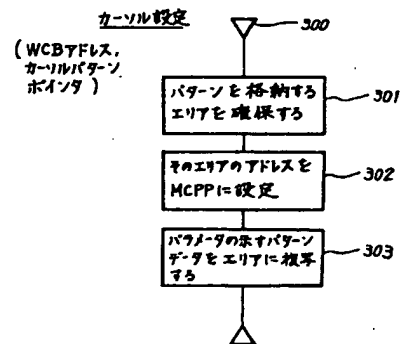 カーソル設定
300
(WCBアドレス,
カーソルパターン
ポインタ)
パターンを格納する
エリアを確保する
301
そのエリアのアドレスを
MCPPに設定
302
パラメータの示すパターン
データをエリアに複写
する
303